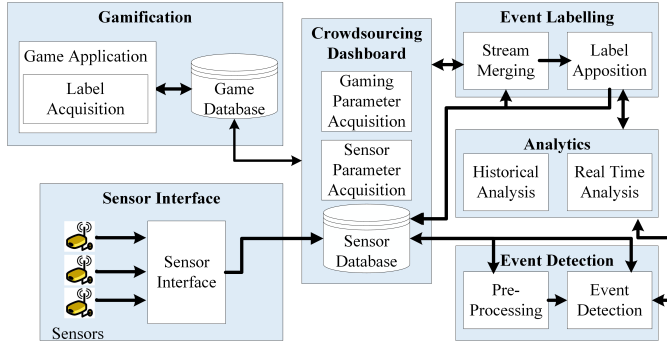 Gamification
Game Application
Label
Acquisition
Game
Database
Crowdsourcing
Dashboard
Gaming
Parameter
Acquisition
Sensor
Parameter
Acquisition
Sensor
Database
Event Labelling
Stream
Merging
Label
Apposition
Analytics
Historical
Analysis
Real Time
Analysis
Sensor Interface
Sensor
Interface
Sensors
Event Detection
Pre-
Processing
Event
Detection